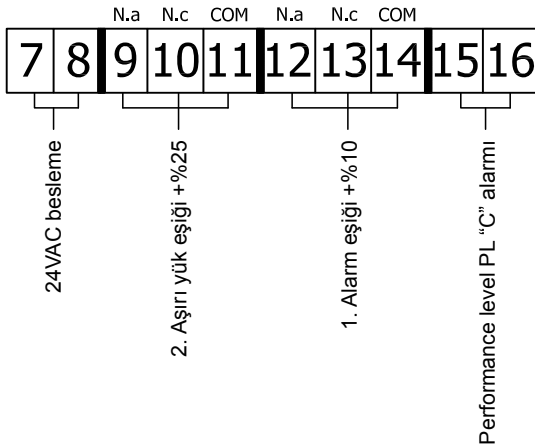 N.a N.c COM N.a N.c COM
7 8 9 10 11 12 13 14 15 16
24VAC besleme
2. Aşırı yük eşiği +%25
1. Alarm eşiği +%10
Performance level PL “C” alarmı